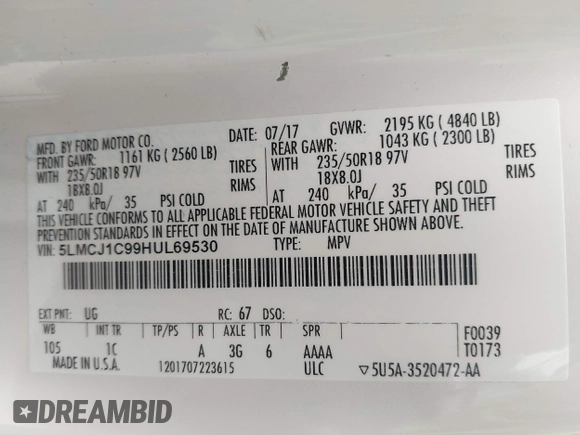 MFD. BY FORD MOTOR CO.
DATE: 07/17 GVWR: 2195 KG ( 4840 LB)
FRONT GAWR: 1161 KG ( 2560 LB) REAR GAWR: 1043 KG ( 2300 LB)
WITH 235/50R18 97V TIRES WITH 235/50R18 97V TIRES
18X8.0J RIMS 18X8.0J RIMS
AT 240 kPa/ 35 PSI COLD AT 240 kPa/ 35 PSI COLD
THIS VEHICLE CONFORMS TO ALL APPLICABLE FEDERAL MOTOR VEHICLE SAFETY AND THEFT
PREVENTION STANDARDS IN EFFECT ON THE DATE OF MANUFACTURE SHOWN ABOVE.
VIN: 5LMCJ1C99HUL69530 TYPE: MPV
EXT PNT: UG RC: 67 DSO:
WB INT TR TP/PS R AXLE TR SPR F0039
105 1C A 3G 6 AAAA T0173
MADE IN U.S.A. 1201707223615 ULC ▽5U5A-3520472-AA
DREAMBID